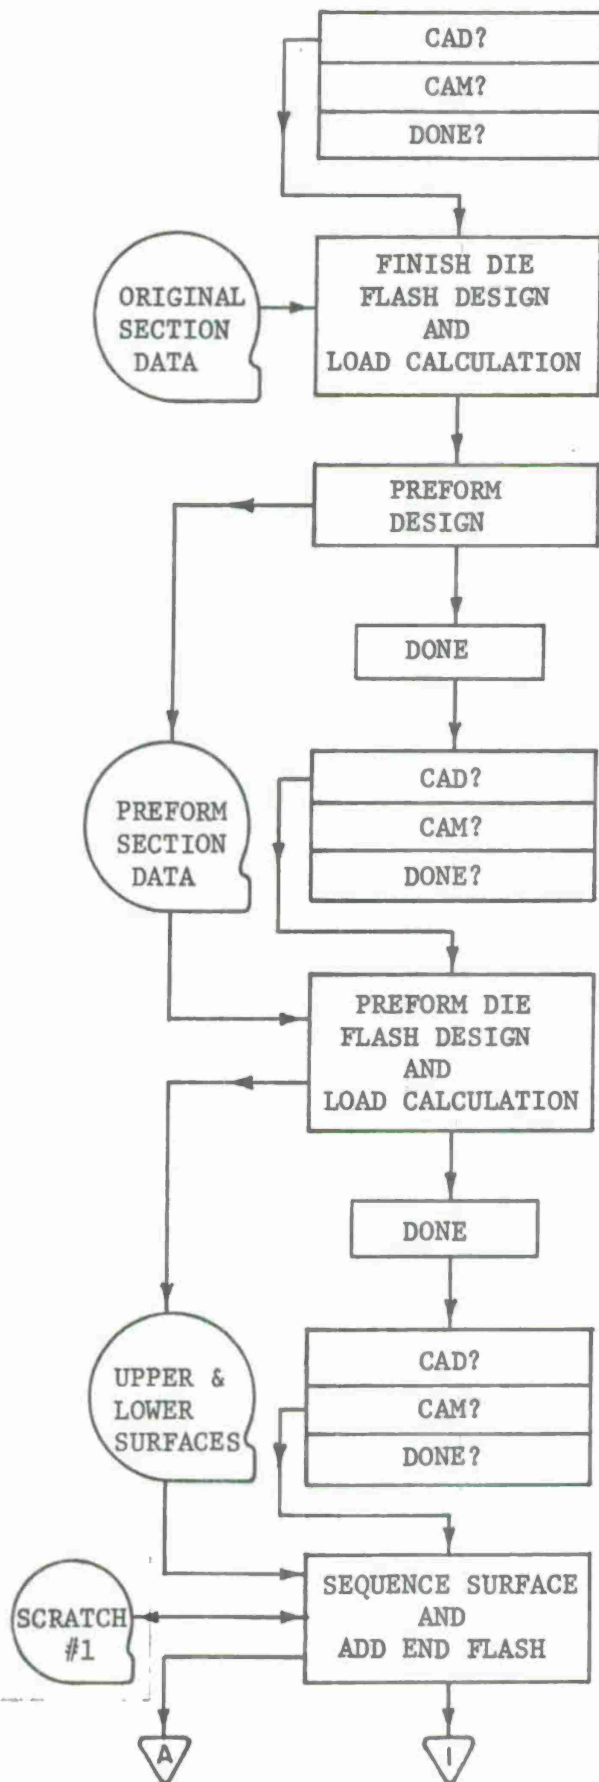 CAD?
CAM?
DONE?
ORIGINAL
SECTION
DATA
FINISH DIE
FLASH DESIGN
AND
LOAD CALCULATION
PREFORM
DESIGN
DONE
PREFORM
SECTION
DATA
CAD?
CAM?
DONE?
PREFORM DIE
FLASH DESIGN
AND
LOAD CALCULATION
DONE
UPPER &
LOWER
SURFACES
CAD?
CAM?
DONE?
SCRATCH
#1
SEQUENCE SURFACE
AND
ADD END FLASH
A
1